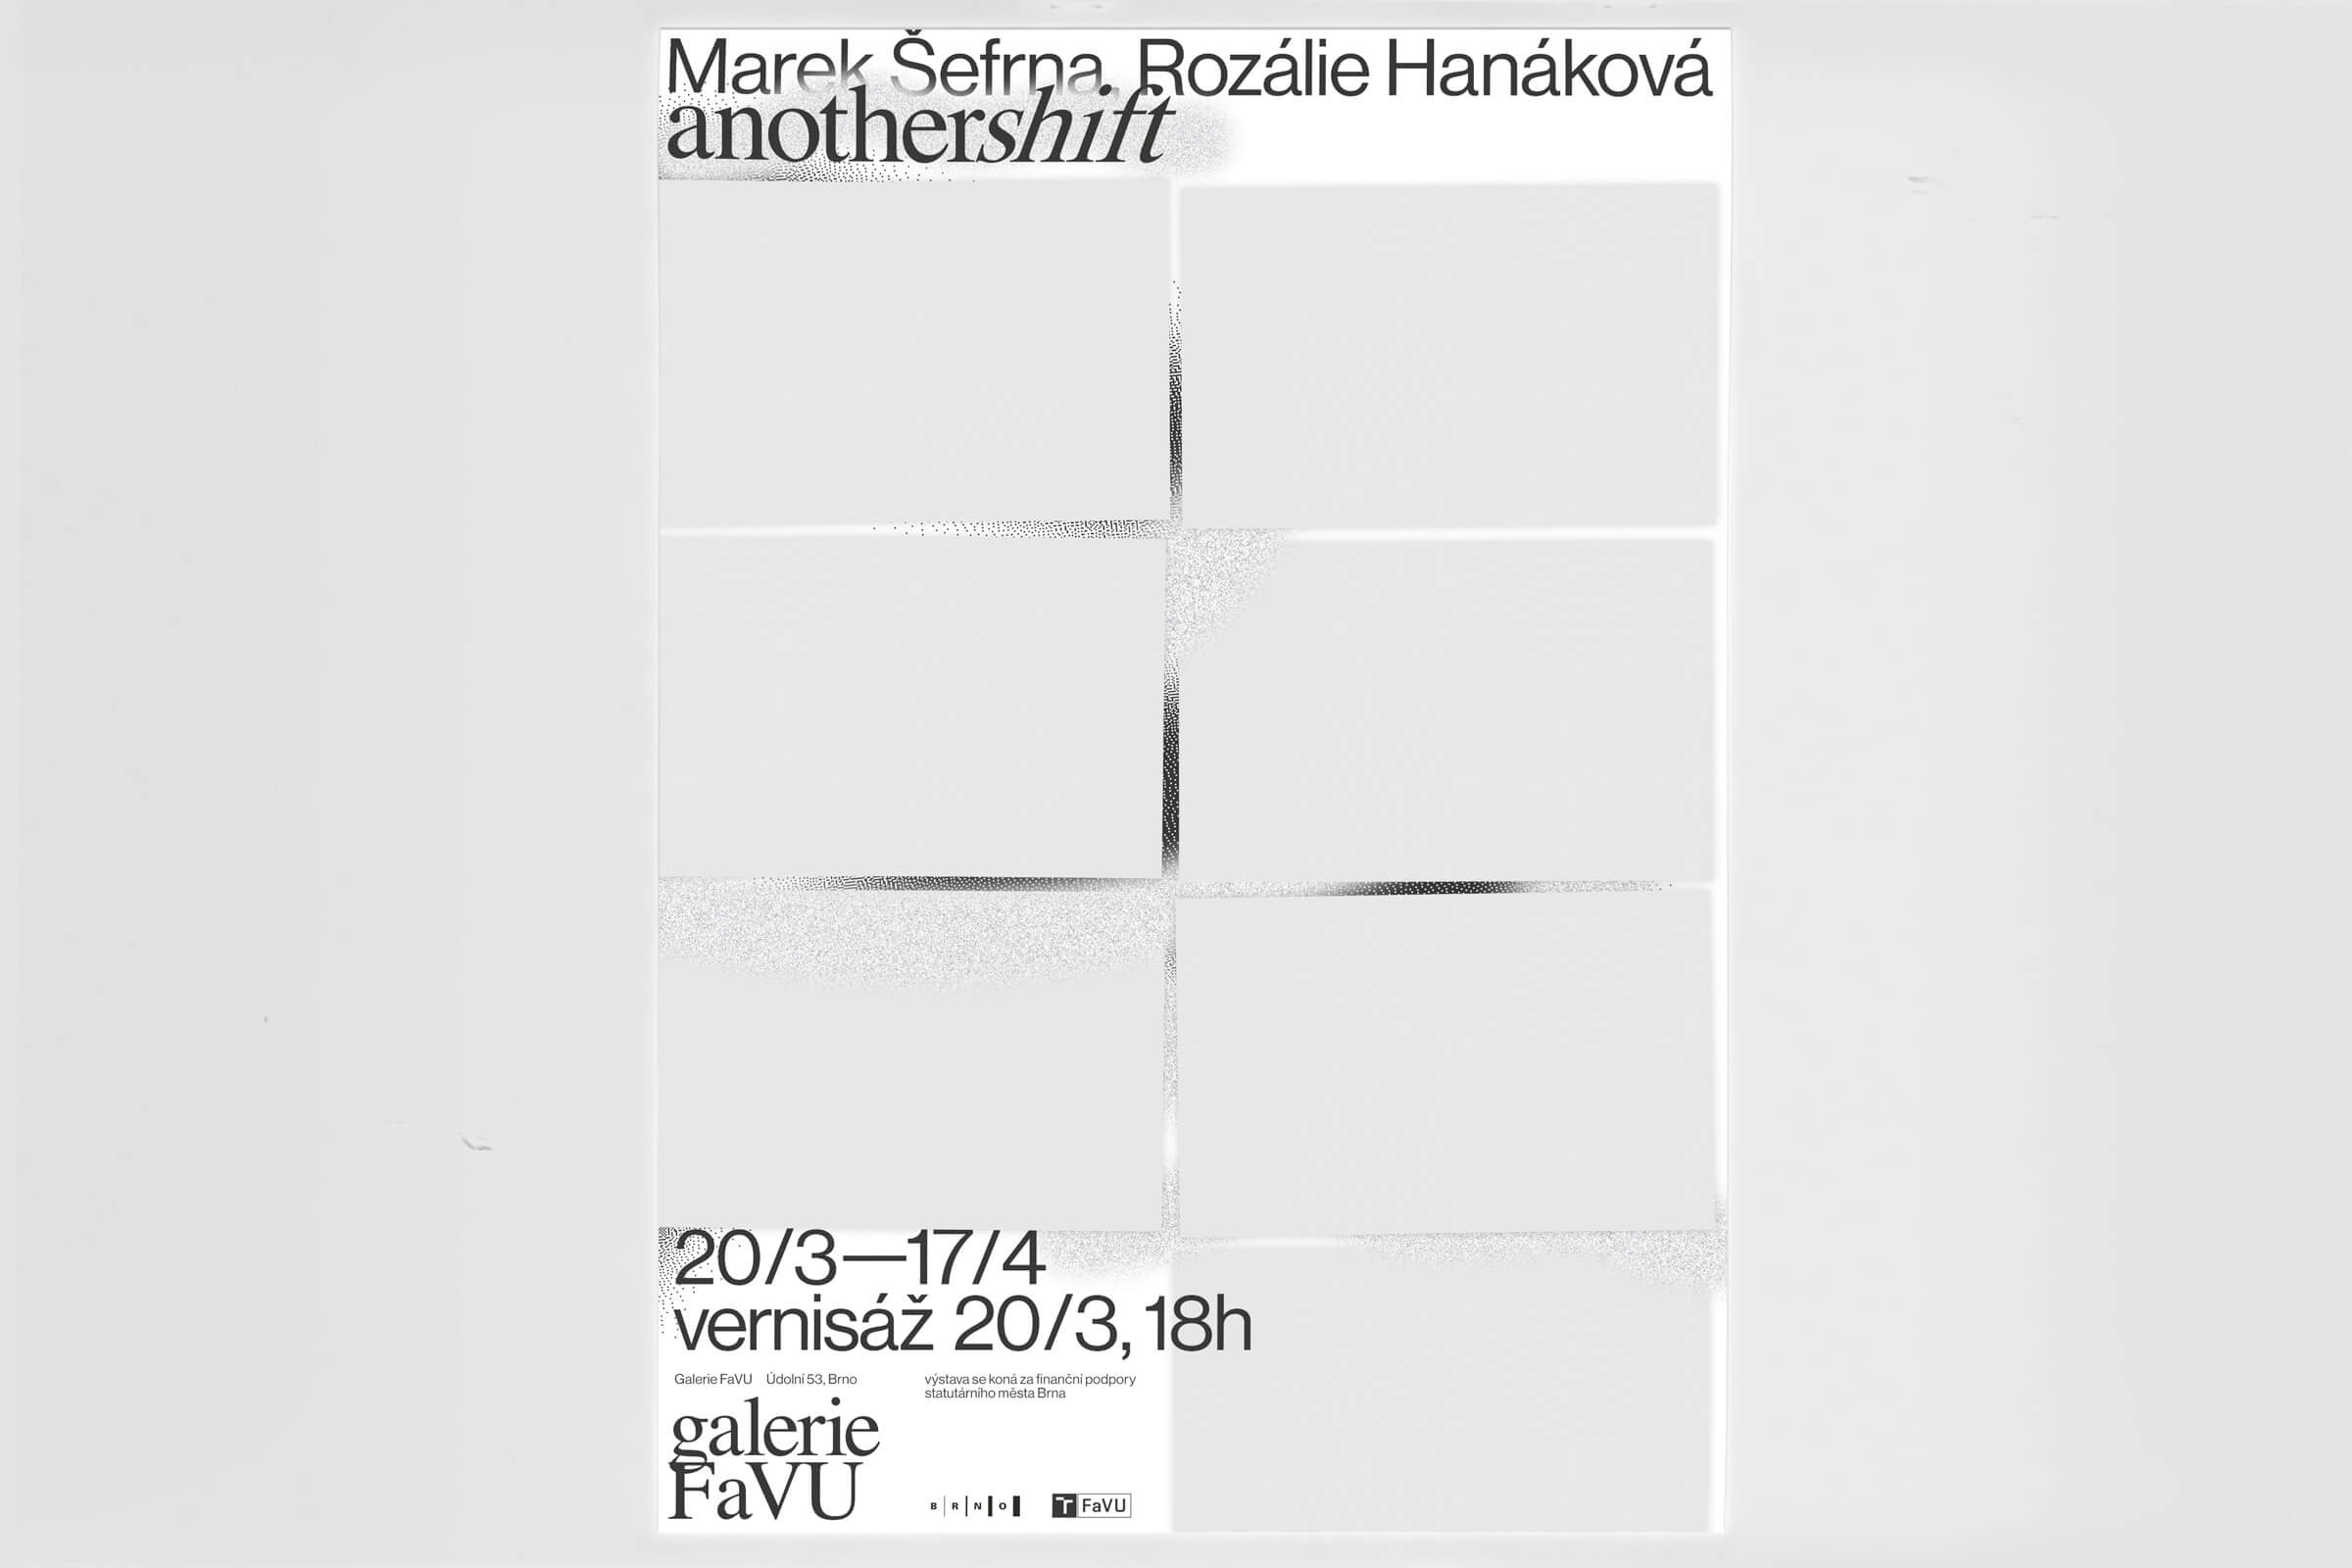 Marek Šefrna, Rozálie Hanáková
anothershift
20/3—17/4
vernisáž 20/3, 18h
Galerie FaVU Údolní 53, Brno
výstava se koná za finanční podpory
statutárního města Brna
galerie
FaVU
BRNO
T FaVU